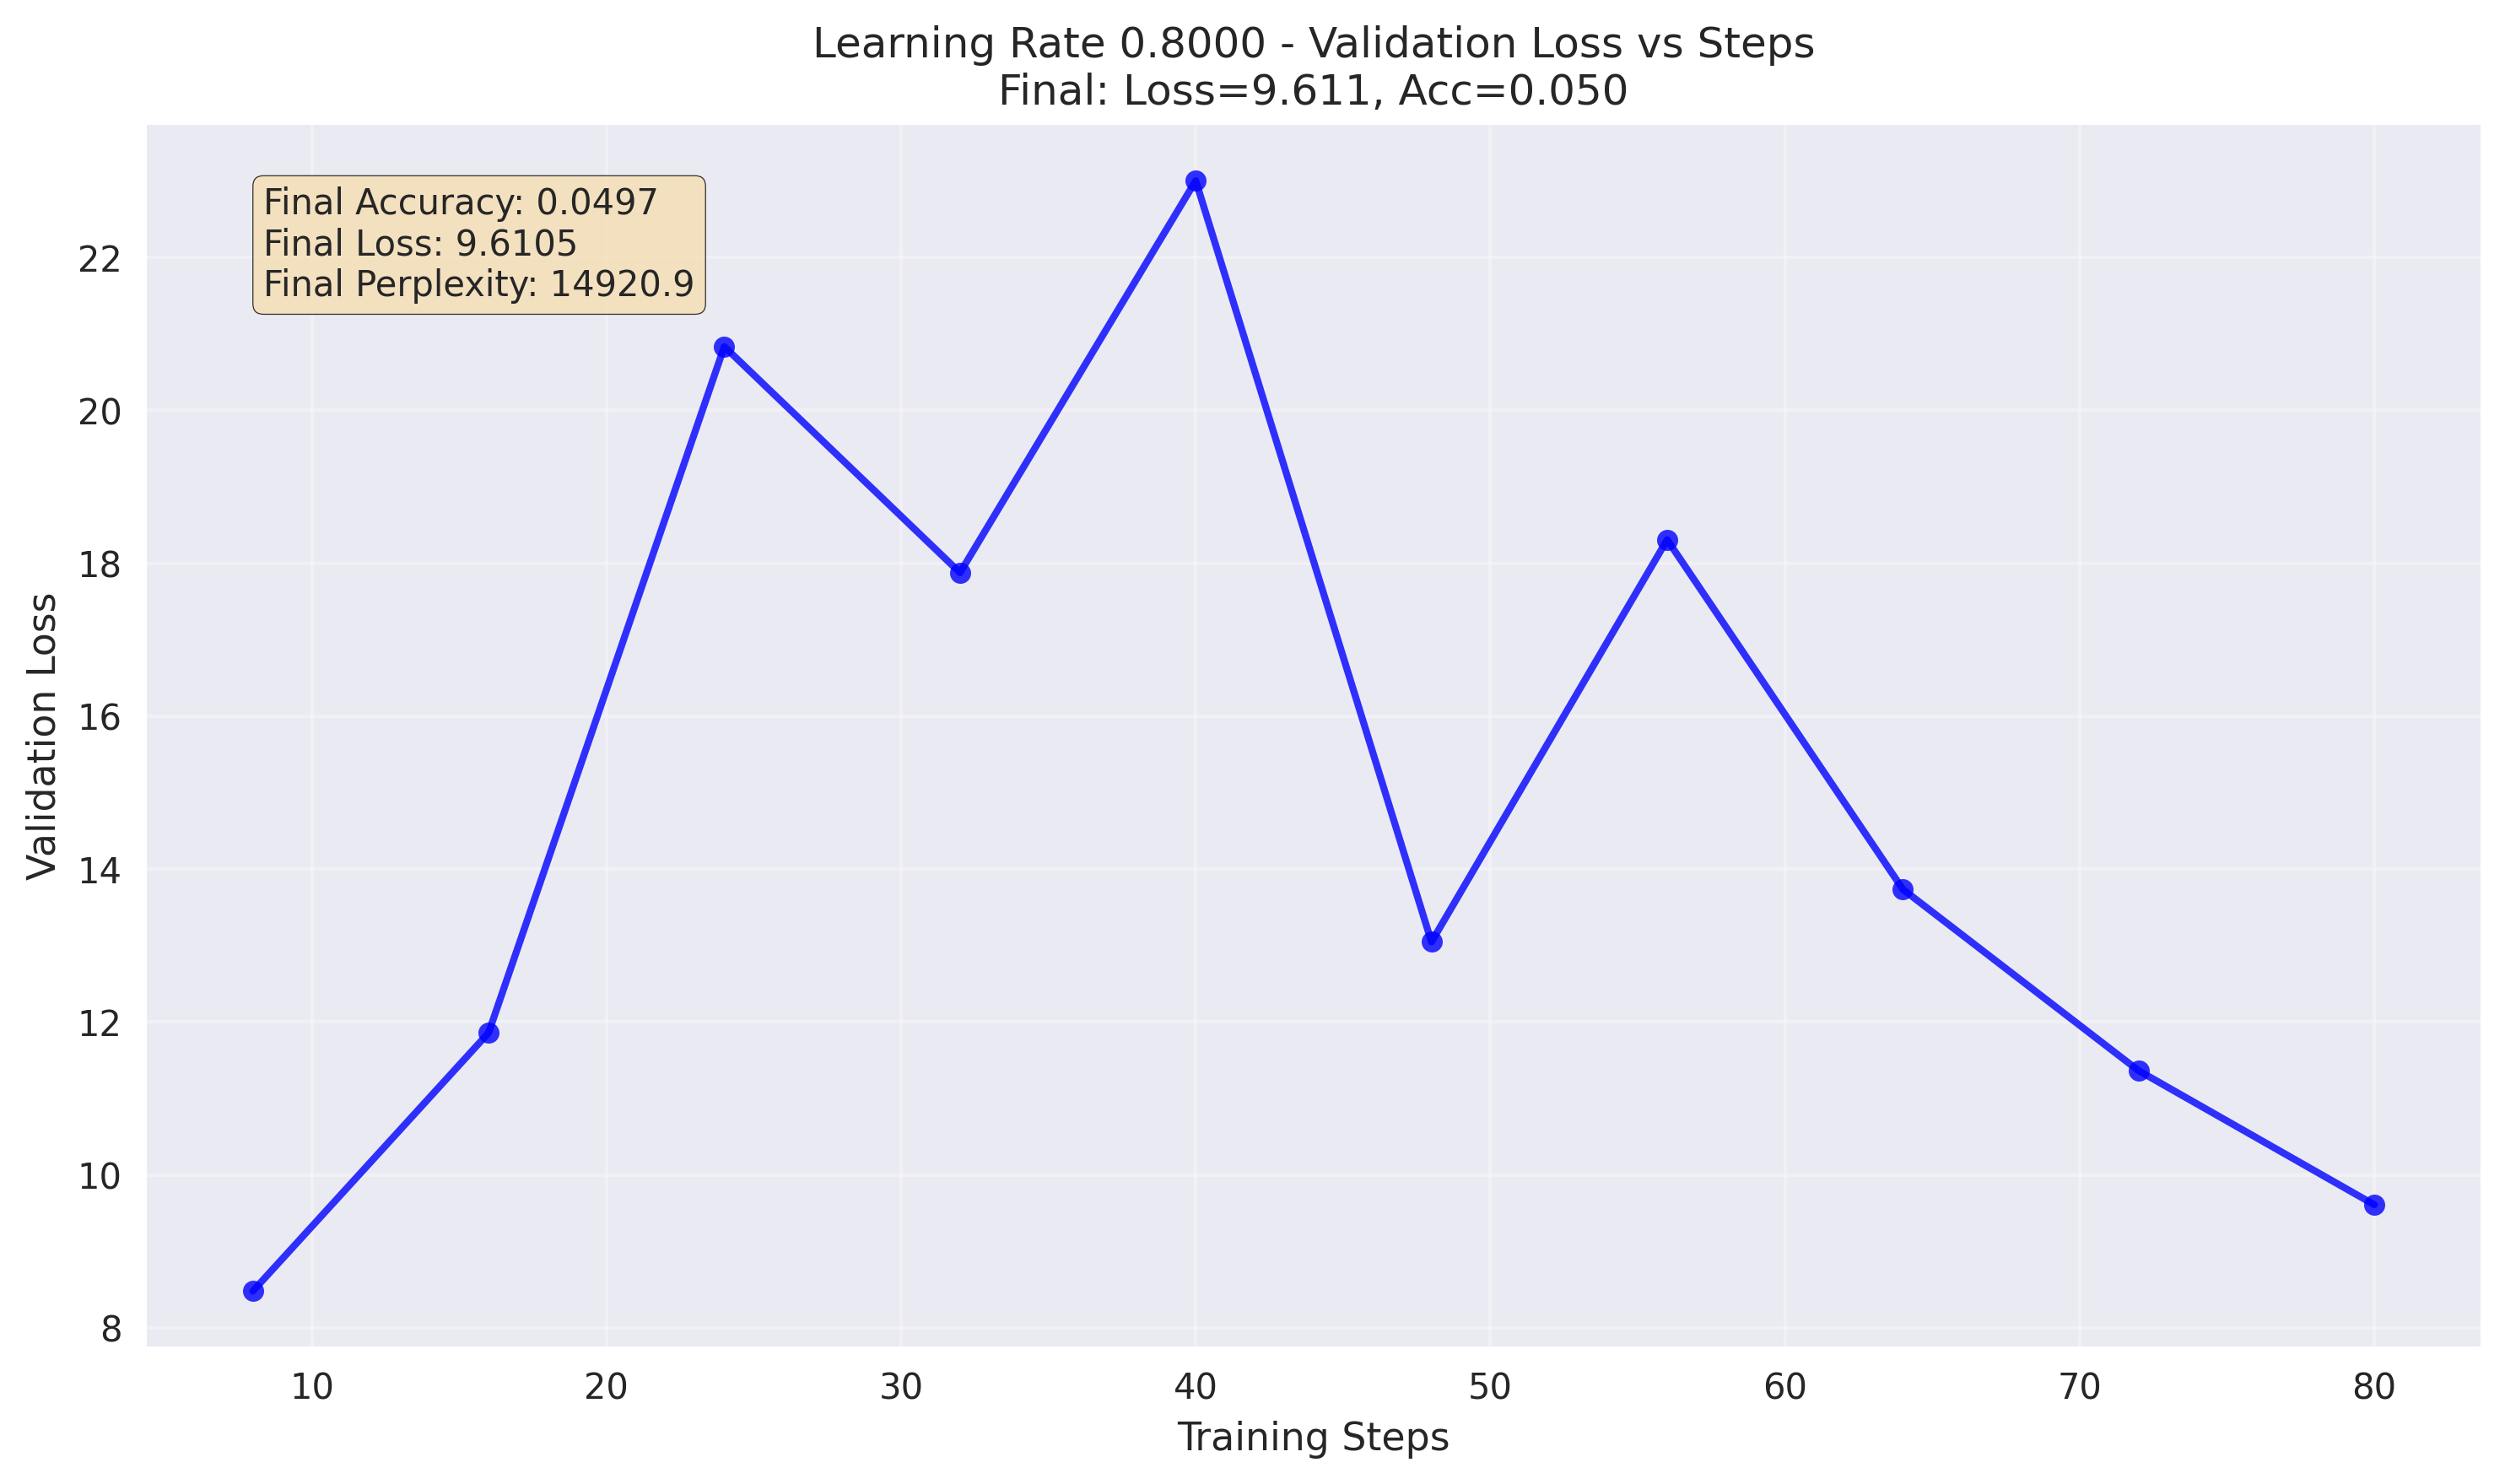 Learning Rate 0.8000 - Validation Loss vs Steps
Final: Loss=9.611, Acc=0.050
Final Accuracy: 0.0497
Final Loss: 9.6105
Final Perplexity: 14920.9
Validation Loss
22
20
18
16
14
12
10
8
10 20 30 40 50 60 70 80
Training Steps